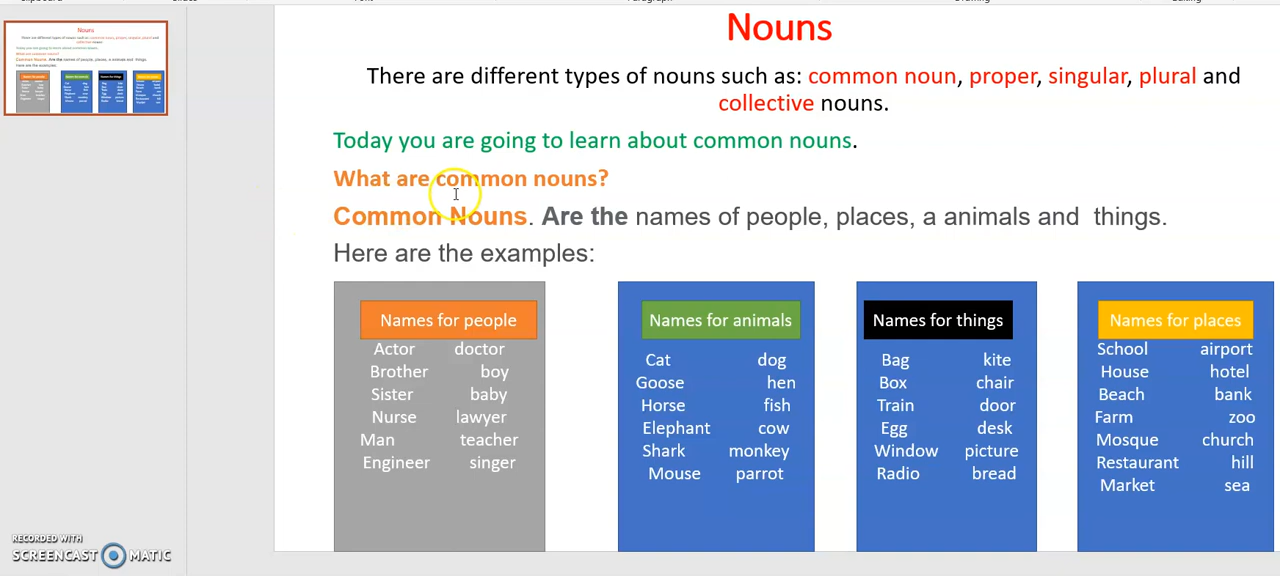 Nouns
There are different types of nouns such as: common noun, proper, singular, plural and
collective nouns.
Today you are going to learn about common nouns.
What are common nouns?
Common Nouns. Are the names of people, places, a animals and things.
Here are the examples:
Names for people
Actor doctor
Brother boy
Sister baby
Nurse lawyer
Man teacher
Engineer singer
Names for animals
Cat dog
Goose hen
Horse fish
Elephant cow
Shark monkey
Mouse parrot
Names for things
Bag kite
Box chair
Train door
Egg desk
Window picture
Radio bread
Names for places
School airport
House hotel
Beach bank
Farm zoo
Mosque church
Restaurant hill
Market sea
RECORDED WITH
SCREENCAST MATIC